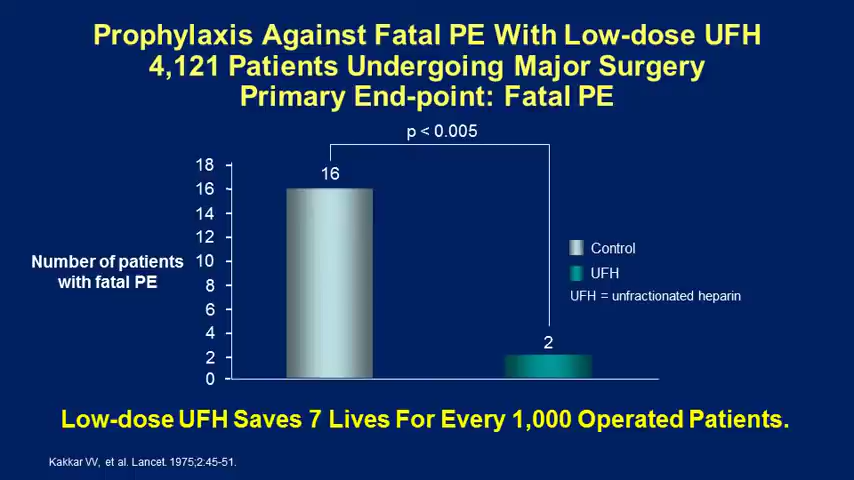 Prophylaxis Against Fatal PE With Low-dose UFH
4,121 Patients Undergoing Major Surgery
Primary End-point: Fatal PE
p < 0.005
18
16
14
12
10
8
6
4
2
0
Number of patients
with fatal PE
16
2
Control
UFH
UFH = unfractionated heparin
Low-dose UFH Saves 7 Lives For Every 1,000 Operated Patients.
Kakkar VV, et al. Lancet. 1975;2:45-51.